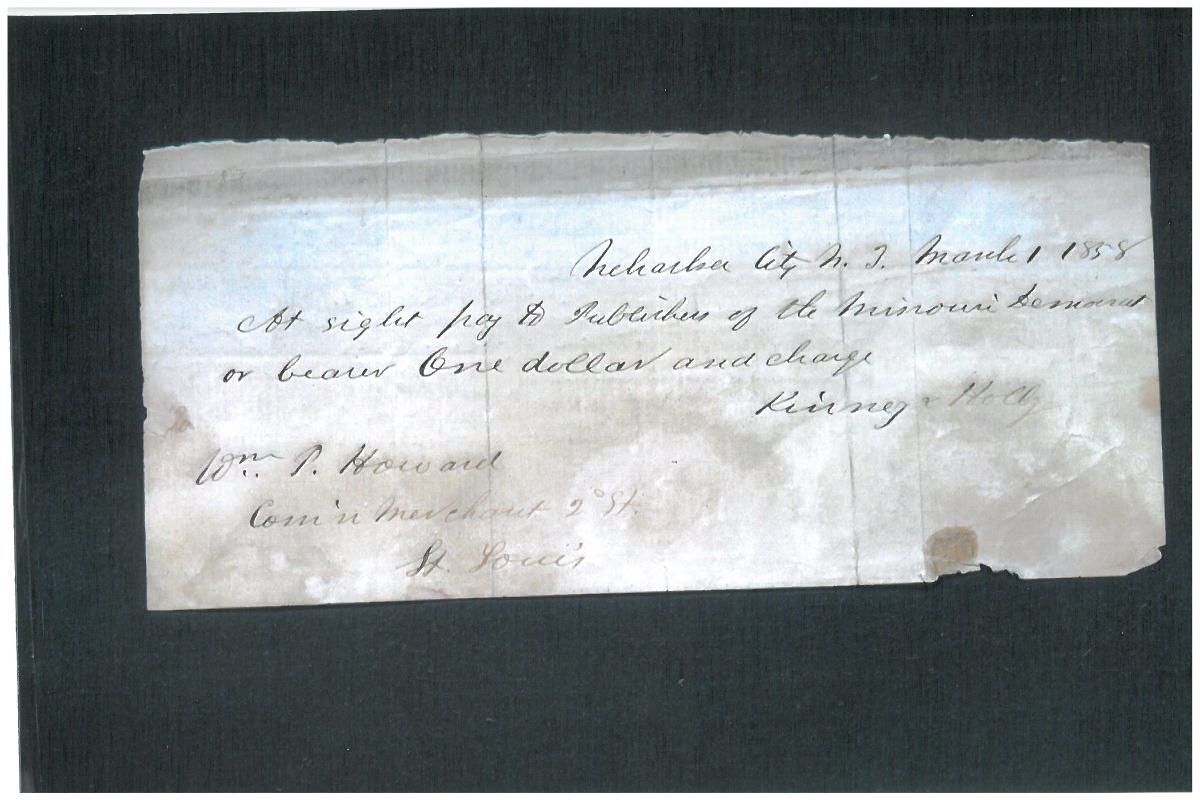 Nebraska City N. T. March 1 1858
At sight pay to Publishers of the Missouri Democrat
or bearer One dollar and charge
Kinney & Holly
Wm. P. Howard
Com'n Merchant 2d St.
St. Louis